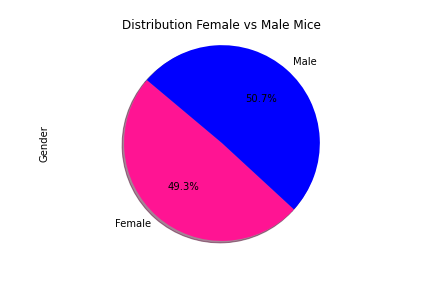 Distribution Female vs Male Mice
Male
50.7%
Gender
49.3%
Female